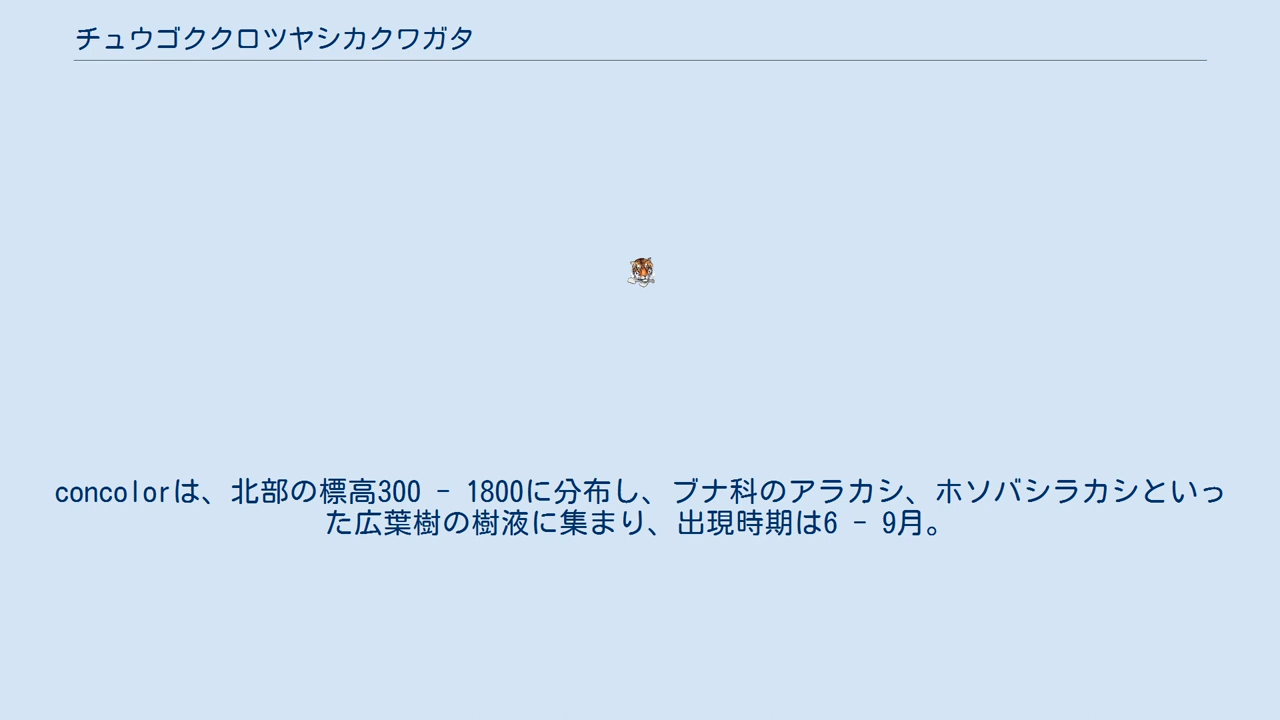 チュウゴククロツヤシカクワガタ
concolorは、北部の標高300 - 1800に分布し、ブナ科のアラカシ、ホソバシラカシといっ
た広葉樹の樹液に集まり、出現時期は6 - 9月。